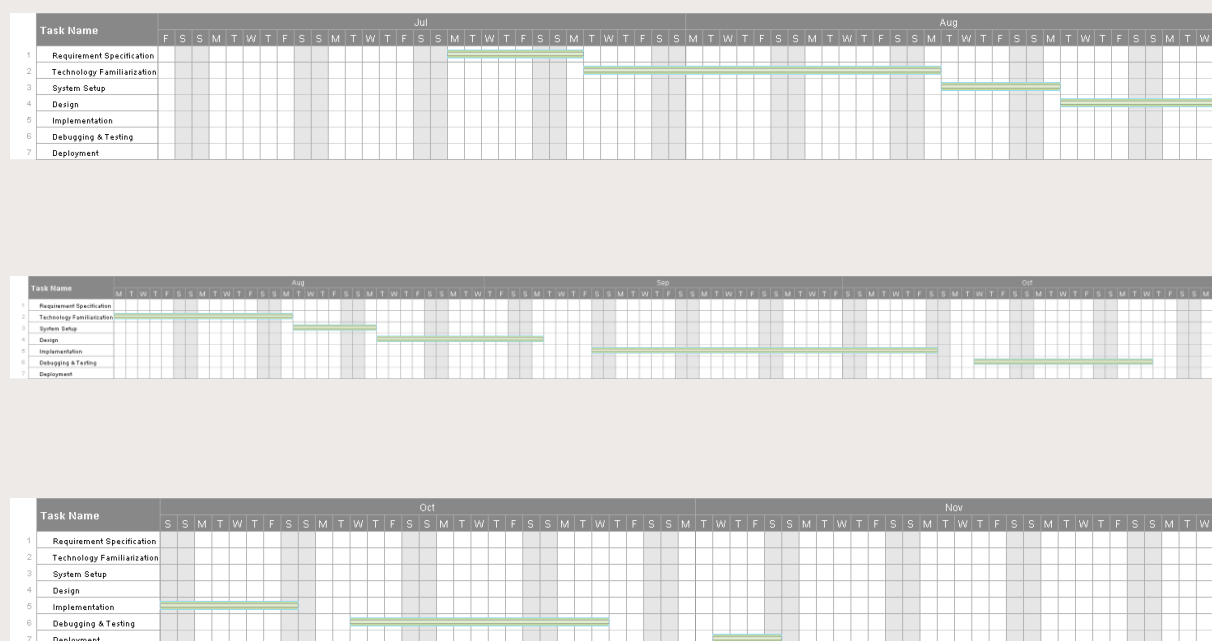 Task Name
Jul
Aug
F S S M T W T F S S M T W T F S S M T W T F S S M T W T F S S M T W T F S S M T W T F S S M T W T F S S M T W T F S S M T W
1 Requirement Specification
2 Technology Familiarization
3 System Setup
4 Design
5 Implementation
6 Debugging & Testing
7 Deployment
Task Name
Aug
Sep
Oct
M T W T F S S M T W T F S S M T W T F S S M T W T F S S M T W T F S S M T W T F S S M T W T F S S M T W T F S S M T W T F S S M T W T F S S M T W T F S S M T W T F S S M T W T F S S M T W T F S S M
1 Requirement Specification
2 Technology Familiarization
3 System Setup
4 Design
5 Implementation
6 Debugging & Testing
7 Deployment
Task Name
Oct
Nov
S S M T W T F S S M T W T F S S M T W T F S S M T W T F S S M T W T F S S M T W T F S S M T W T F S S M T W T F S S M T W
1 Requirement Specification
2 Technology Familiarization
3 System Setup
4 Design
5 Implementation
6 Debugging & Testing
7 Deployment